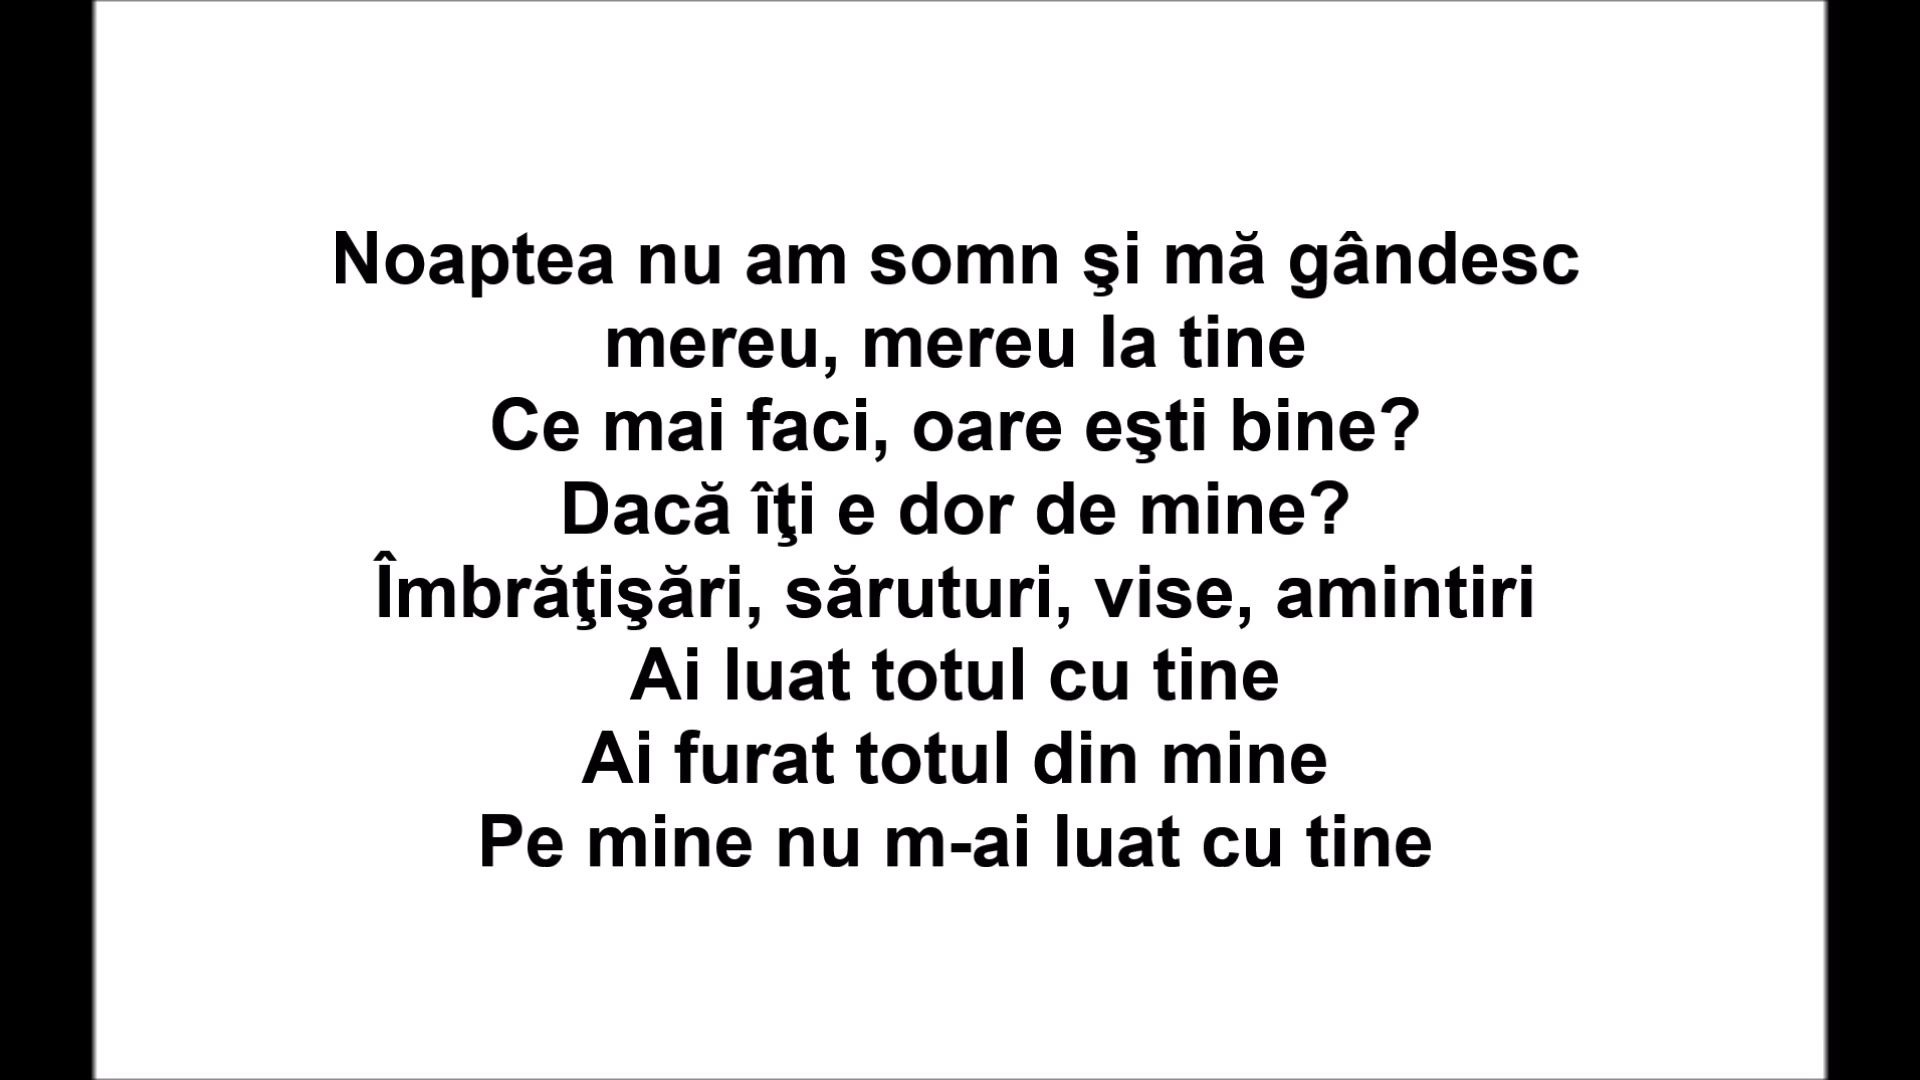 Noaptea nu am somn şi mă gândesc
mereu, mereu la tine
Ce mai faci, oare eşti bine?
Dacă îţi e dor de mine?
Îmbrăţişări, săruturi, vise, amintiri
Ai luat totul cu tine
Ai furat totul din mine
Pe mine nu m-ai luat cu tine